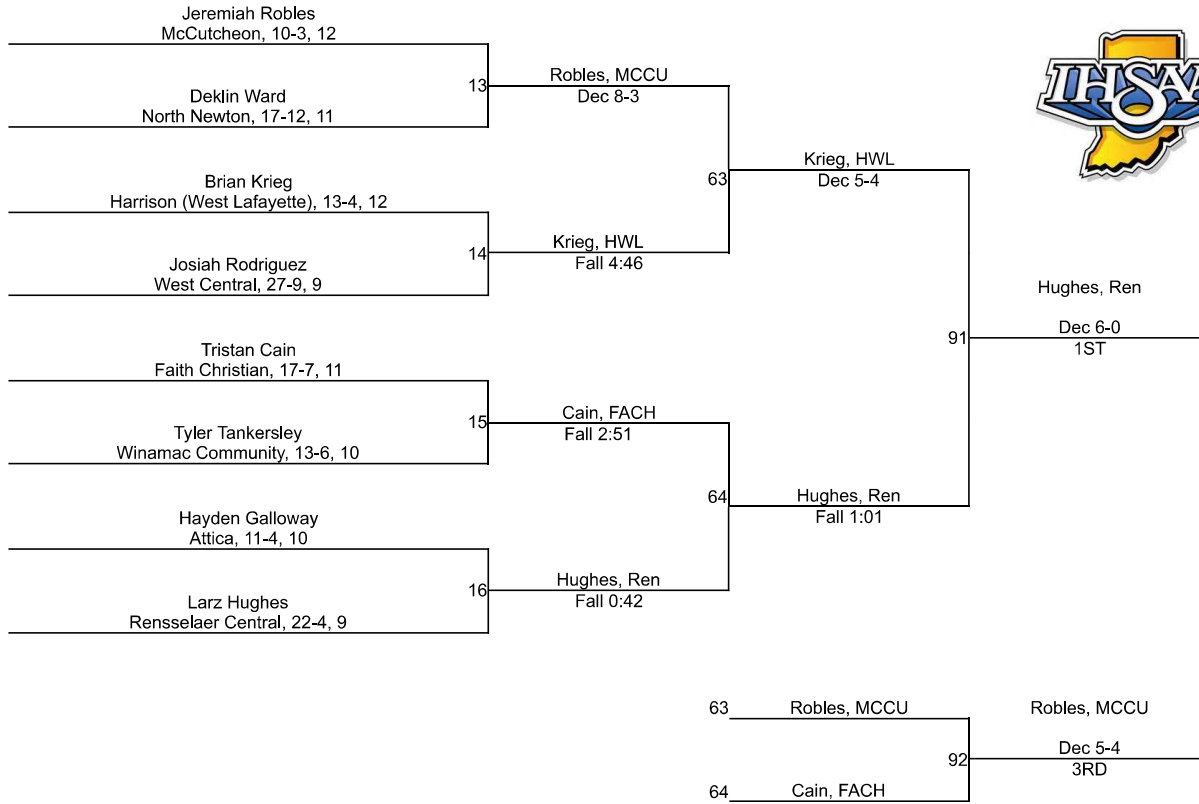 Jeremiah Robles
McCutcheon, 10-3, 12
Deklin Ward
North Newton, 17-12, 11
Brian Krieg
Harrison (West Lafayette), 13-4, 12
Josiah Rodriguez
West Central, 27-9, 9
Tristan Cain
Faith Christian, 17-7, 11
Tyler Tankersley
Winamac Community, 13-6, 10
Hayden Galloway
Attica, 11-4, 10
Larz Hughes
Rensselaer Central, 22-4, 9
13
Robles, MCCU
Dec 8-3
14
Krieg, HWL
Fall 4:46
15
Cain, FACH
Fall 2:51
16
Hughes, Ren
Fall 0:42
63
Krieg, HWL
Dec 5-4
64
Hughes, Ren
Fall 1:01
91
Hughes, Ren
Dec 6-0
1ST
63
Robles, MCCU
64
Cain, FACH
92
Robles, MCCU
Dec 5-4
3RD
IHSAA